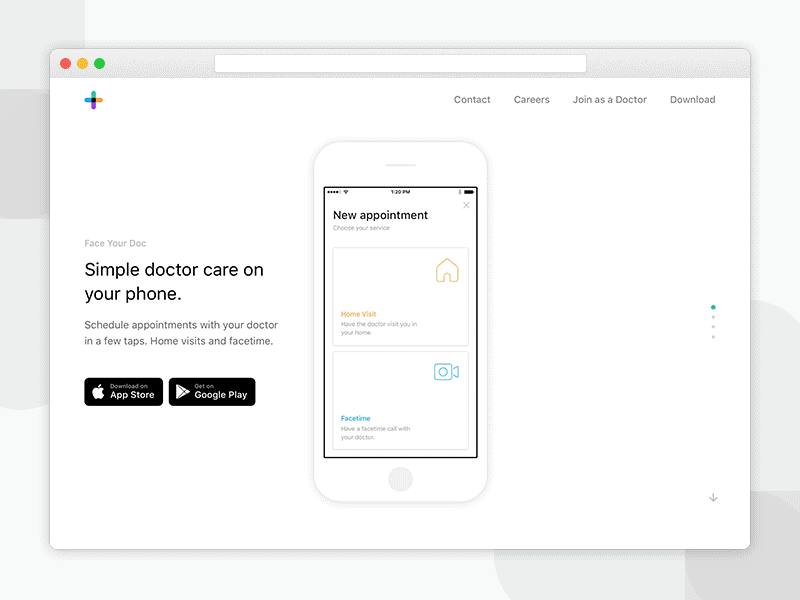 Contact Careers Join as a Doctor Download
1:20 PM
New appointment
Choose your service
Face Your Doc
Simple doctor care on
your phone.
Schedule appointments with your doctor
in a few taps. Home visits and facetime.
Download on
App Store
Get on
Google Play
Home Visit
Have the doctor visit you in
your home.
Facetime
Have a facetime call with
your doctor.